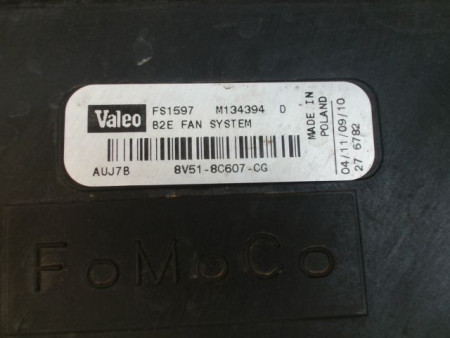 Valeo FS1597 M134394 D
B2E FAN SYSTEM
AUJ7B 8V51-8C607-CG
MADE IN
POLAND
04/11/09/10
27 6782
FoMoCo